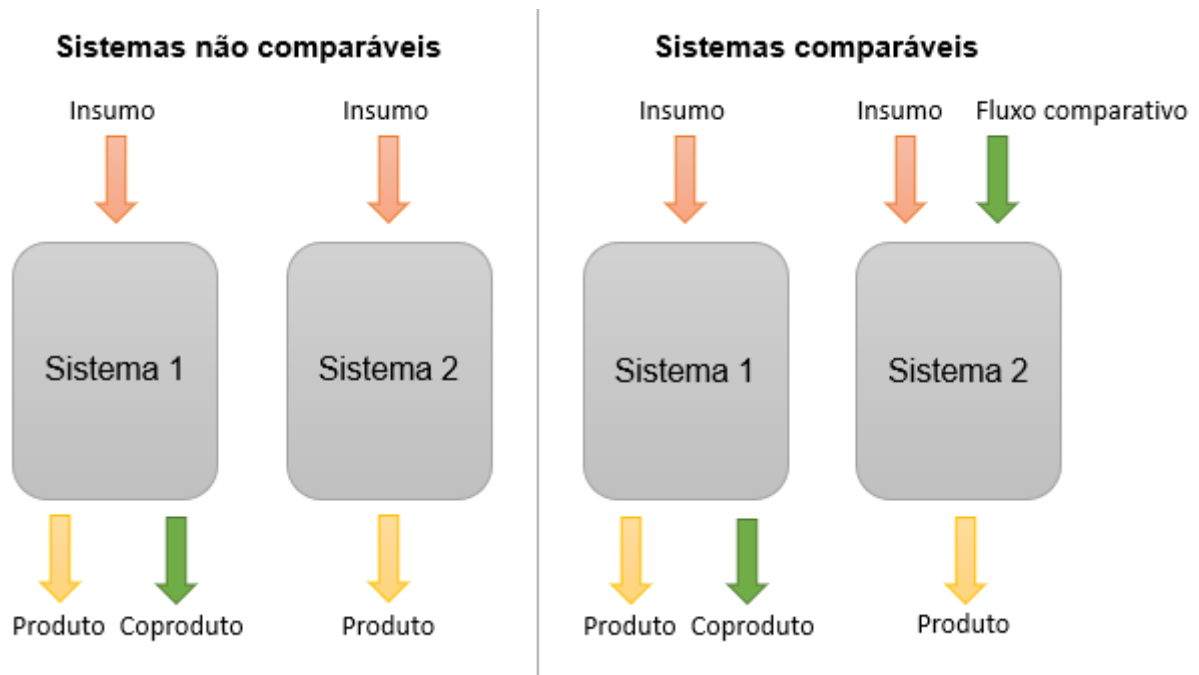 Sistemas não comparáveis
Insumo
Insumo
Sistema 1
Sistema 2
Produto
Coproduto
Produto
Sistemas comparáveis
Insumo
Insumo
Fluxo comparativo
Sistema 1
Sistema 2
Produto
Coproduto
Produto